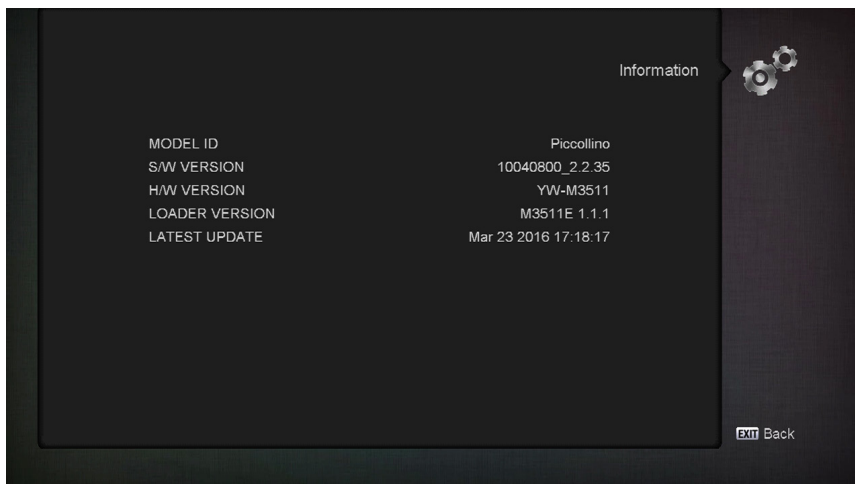 Information
MODEL ID Piccollino
S/W VERSION 10040800_2.2.35
H/W VERSION YW-M3511
LOADER VERSION M3511E 1.1.1
LATEST UPDATE Mar 23 2016 17:18:17
EXIT Back